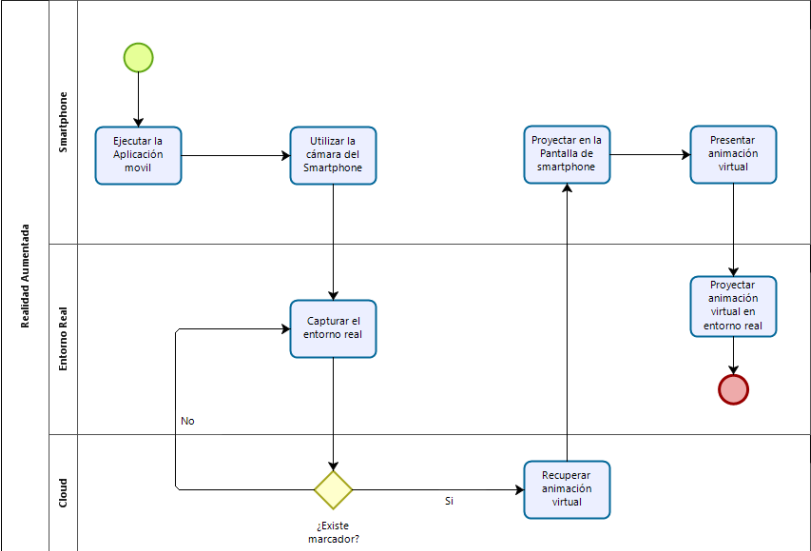 Realidad Aumentada
Smartphone
Ejecutar la
Aplicación
movil
Utilizar la
cámara del
Smartphone
Proyectar en la
Pantalla de
smartphone
Presentar
animación
virtual
Entorno Real
Capturar el
entorno real
Proyectar
animación
virtual en
entorno real
No
Cloud
¿Existe
marcador?
Si
Recuperar
animación
virtual